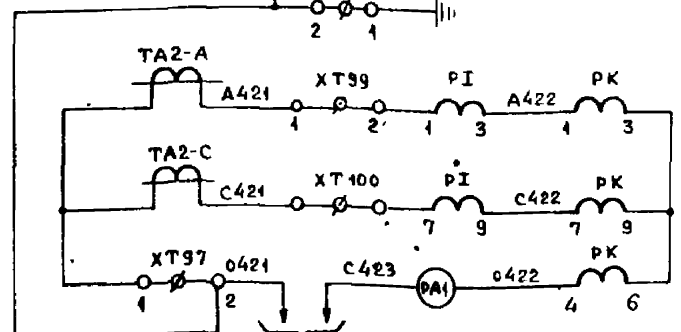 2 1
TA2-A
A421 XT99 PI A422 PK
1 2 1 3 1 3
TA2-C
C421 XT100 PI C422 PK
7 9 7 9
XT97 0421 C423 PA1 0422 PK
1 2 4 6